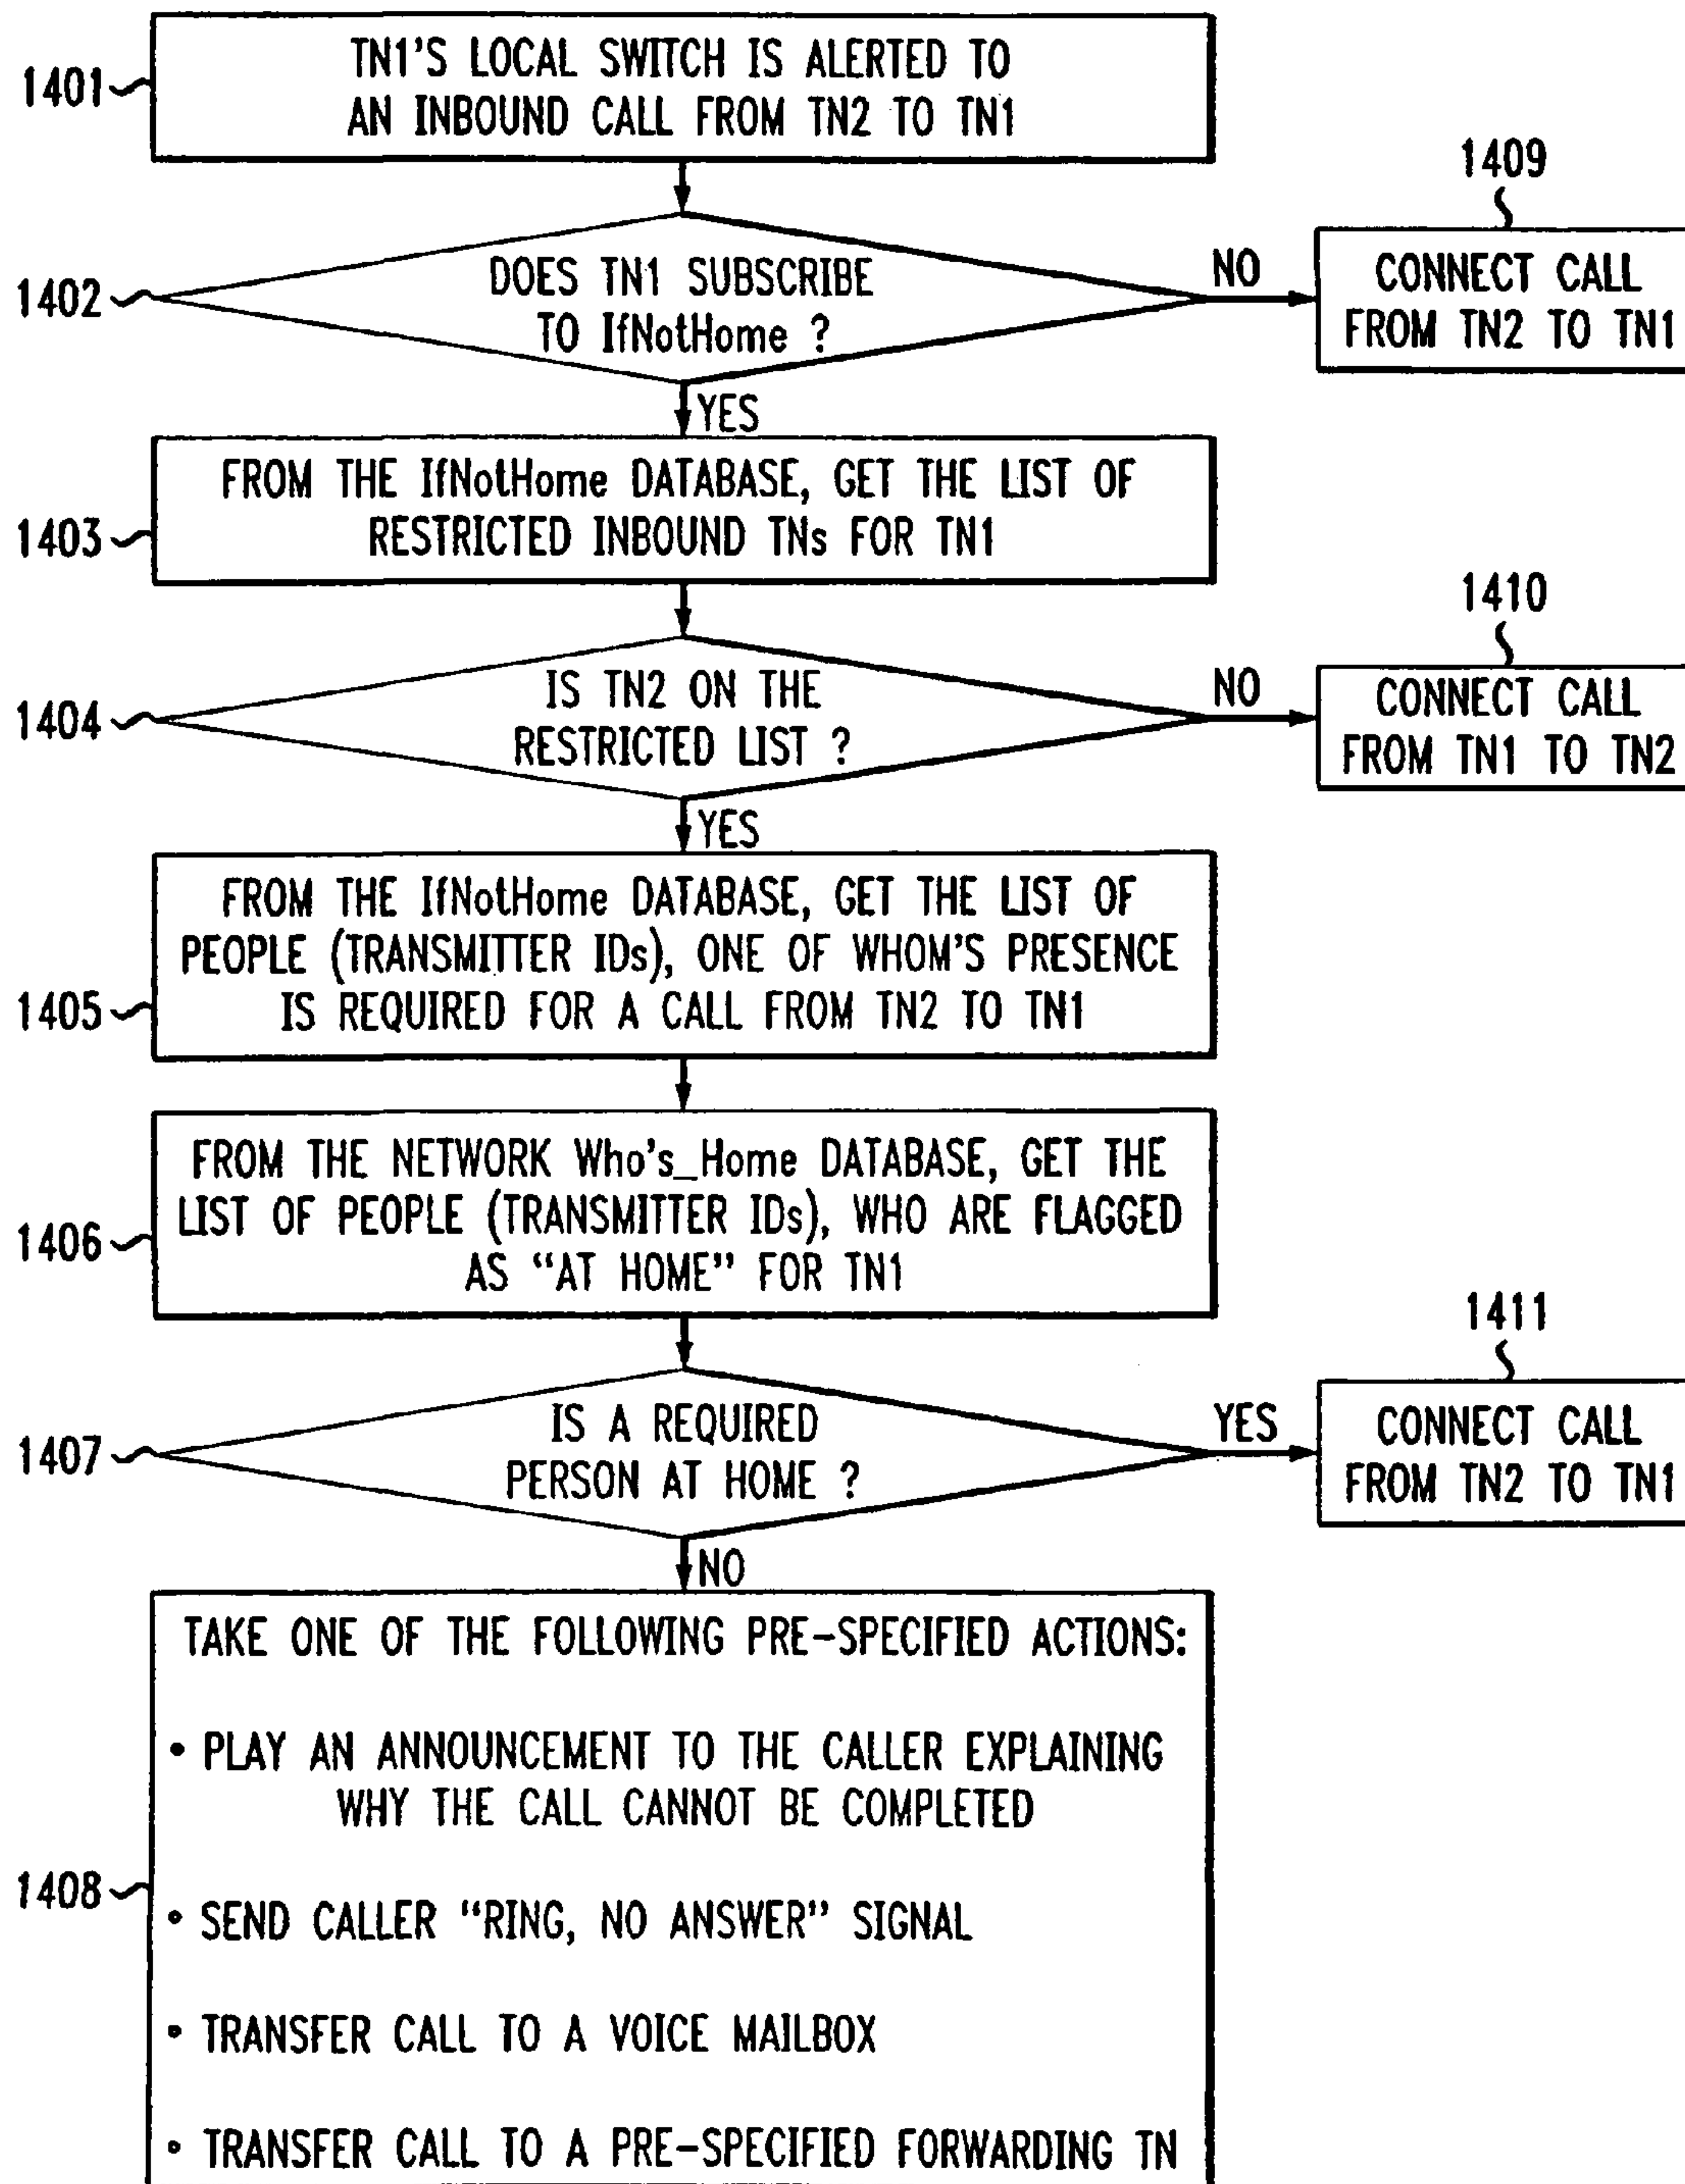 1401
TN1'S LOCAL SWITCH IS ALERTED TO
AN INBOUND CALL FROM TN2 TO TN1
1402
DOES TN1 SUBSCRIBE
TO IfNotHome ?
NO
1409
CONNECT CALL
FROM TN2 TO TN1
YES
1403
FROM THE IfNotHome DATABASE, GET THE LIST OF
RESTRICTED INBOUND TNs FOR TN1
1404
IS TN2 ON THE
RESTRICTED LIST ?
NO
1410
CONNECT CALL
FROM TN1 TO TN2
YES
1405
FROM THE IfNotHome DATABASE, GET THE LIST OF
PEOPLE (TRANSMITTER IDs), ONE OF WHOM'S PRESENCE
IS REQUIRED FOR A CALL FROM TN2 TO TN1
1406
FROM THE NETWORK Who's_Home DATABASE, GET THE
LIST OF PEOPLE (TRANSMITTER IDs), WHO ARE FLAGGED
AS “AT HOME” FOR TN1
1407
IS A REQUIRED
PERSON AT HOME ?
YES
1411
CONNECT CALL
FROM TN2 TO TN1
NO
1408
TAKE ONE OF THE FOLLOWING PRE-SPECIFIED ACTIONS:
• PLAY AN ANNOUNCEMENT TO THE CALLER EXPLAINING
WHY THE CALL CANNOT BE COMPLETED
• SEND CALLER “RING, NO ANSWER” SIGNAL
• TRANSFER CALL TO A VOICE MAILBOX
• TRANSFER CALL TO A PRE-SPECIFIED FORWARDING TN